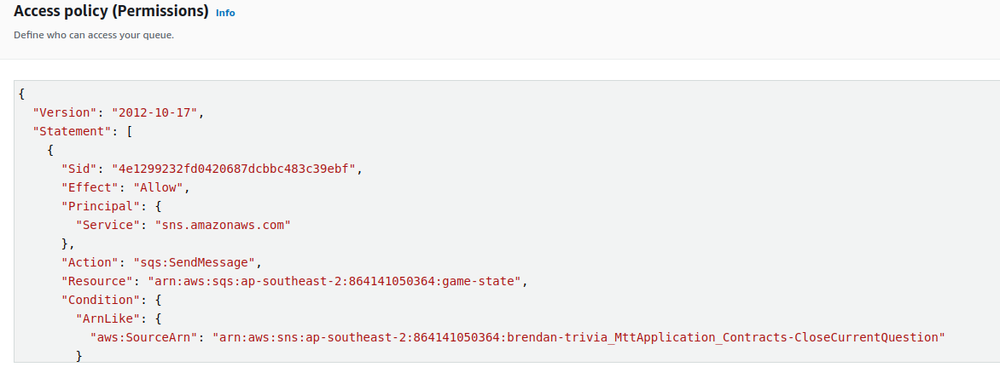 Access policy (Permissions) Info
Define who can access your queue.
{
"Version": "2012-10-17",
"Statement": [
{
"Sid": "4e1299232fd0420687dcbbc483c39ebf",
"Effect": "Allow",
"Principal": {
"Service": "sns.amazonaws.com"
},
"Action": "sqs:SendMessage",
"Resource": "arn:aws:sqs:ap-southeast-2:864141050364:game-state",
"Condition": {
"ArnLike": {
"aws:SourceArn": "arn:aws:sns:ap-southeast-2:864141050364:brendan-trivia_MttApplication_Contracts-CloseCurrentQuestion"
}